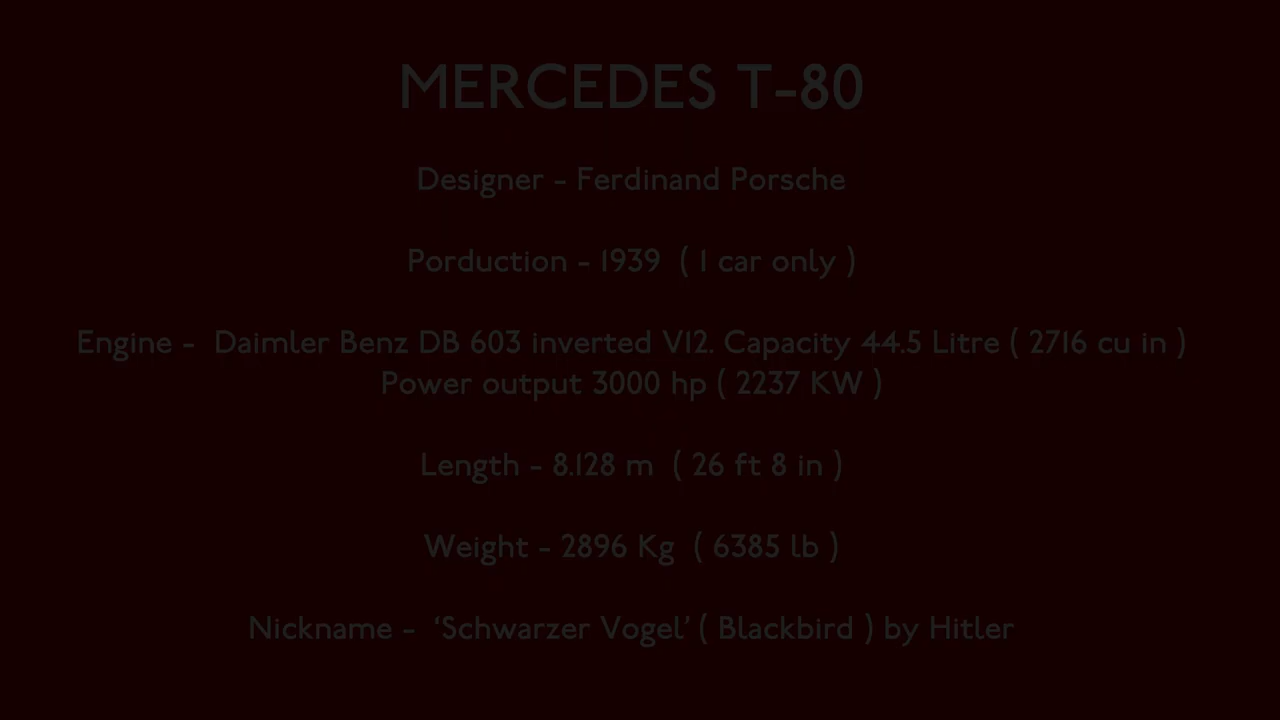 MERCEDES T-80
Designer - Ferdinand Porsche
Porduction - 1939 ( 1 car only )
Engine - Daimler Benz DB 603 inverted V12. Capacity 44.5 Litre ( 2716 cu in )
Power output 3000 hp ( 2237 KW )
Length - 8.128 m ( 26 ft 8 in )
Weight - 2896 Kg ( 6385 lb )
Nickname - ‘Schwarzer Vogel’ ( Blackbird ) by Hitler